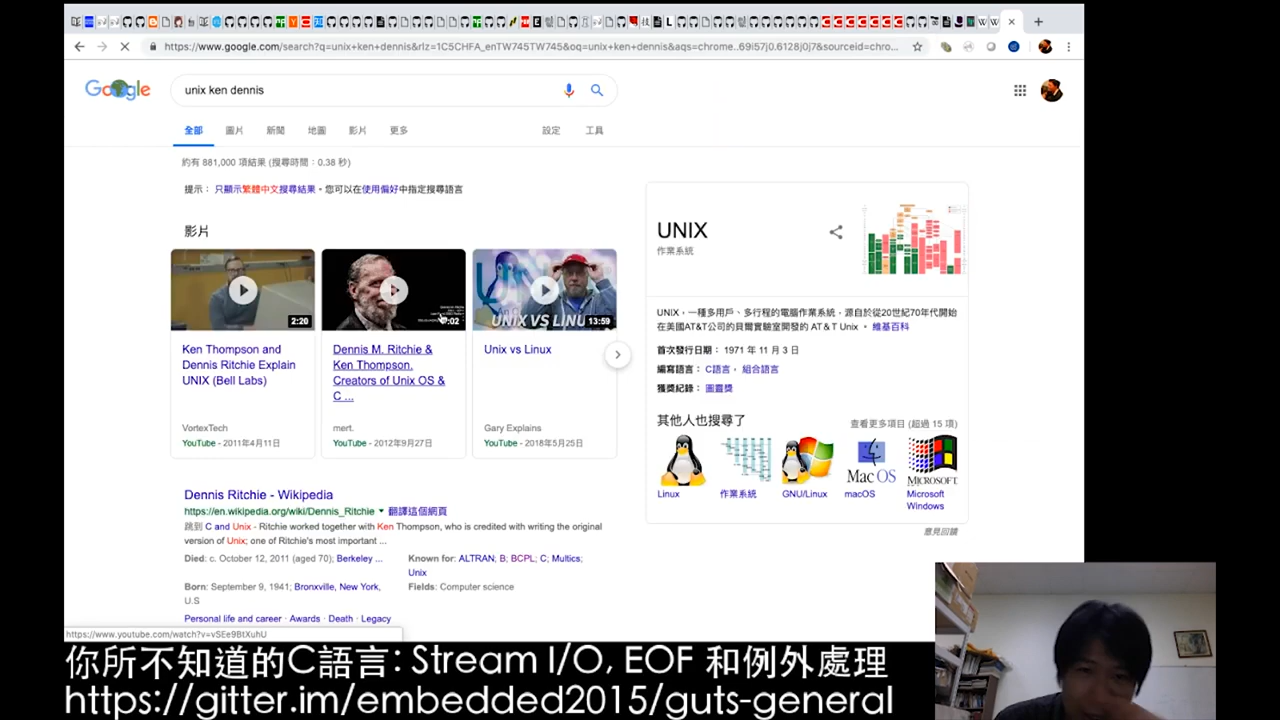 https://www.google.com/search?q=unix+ken+dennis&rlz=1C5CHFA_enTW745TW745&oq=unix+ken+dennis&aqs=chrome..69i57j0.6128j0j7&sourceid=chro...
Google
unix ken dennis
全部 圖片 新聞 地圖 影片 更多 設定 工具
約有 881,000 項結果 (搜尋時間：0.38 秒)
提示： 只顯示繁體中文搜尋結果。您可以在使用偏好中指定搜尋語言
影片
2:20
UNIX VS LINU
13:59
Ken Thompson and
Dennis Ritchie Explain
UNIX (Bell Labs)
VortexTech
YouTube - 2011年4月11日
Dennis M. Ritchie &
Ken Thompson.
Creators of Unix OS &
C ...
mert.
YouTube - 2012年9月27日
Unix vs Linux
Gary Explains
YouTube - 2018年5月25日
Dennis Ritchie - Wikipedia
https://en.wikipedia.org/wiki/Dennis_Ritchie 翻譯這個網頁
跳到 C and Unix - Ritchie worked together with Ken Thompson, who is credited with writing the original
version of Unix; one of Ritchie's most important ...
Died: c. October 12, 2011 (aged 70); Berkeley ...
Known for: ALTRAN; B; BCPL; C; Multics;
Unix
Born: September 9, 1941; Bronxville, New York,
U.S
Fields: Computer science
Personal life and career · Awards · Death · Legacy
UNIX
作業系統
UNIX，一種多用戶、多行程的電腦作業系統，源自於從20世紀70年代開始
在美國AT&T公司的貝爾實驗室開發的 AT&T Unix。 維基百科
首次發行日期： 1971 年 11 月 3 日
編寫語言： C語言， 組合語言
獲獎紀錄： 圖靈獎
其他人也搜尋了
查看更多項目 (超過 15 項)
Mac OS
MICROSOFT
Linux
作業系統
GNU/Linux
macOS
Microsoft
Windows
意見回饋
https://www.youtube.com/watch?v=vSEe9BtXuhU
你所不知道的C語言: Stream I/O, EOF 和例外處理
https://gitter.im/embedded2015/guts-general